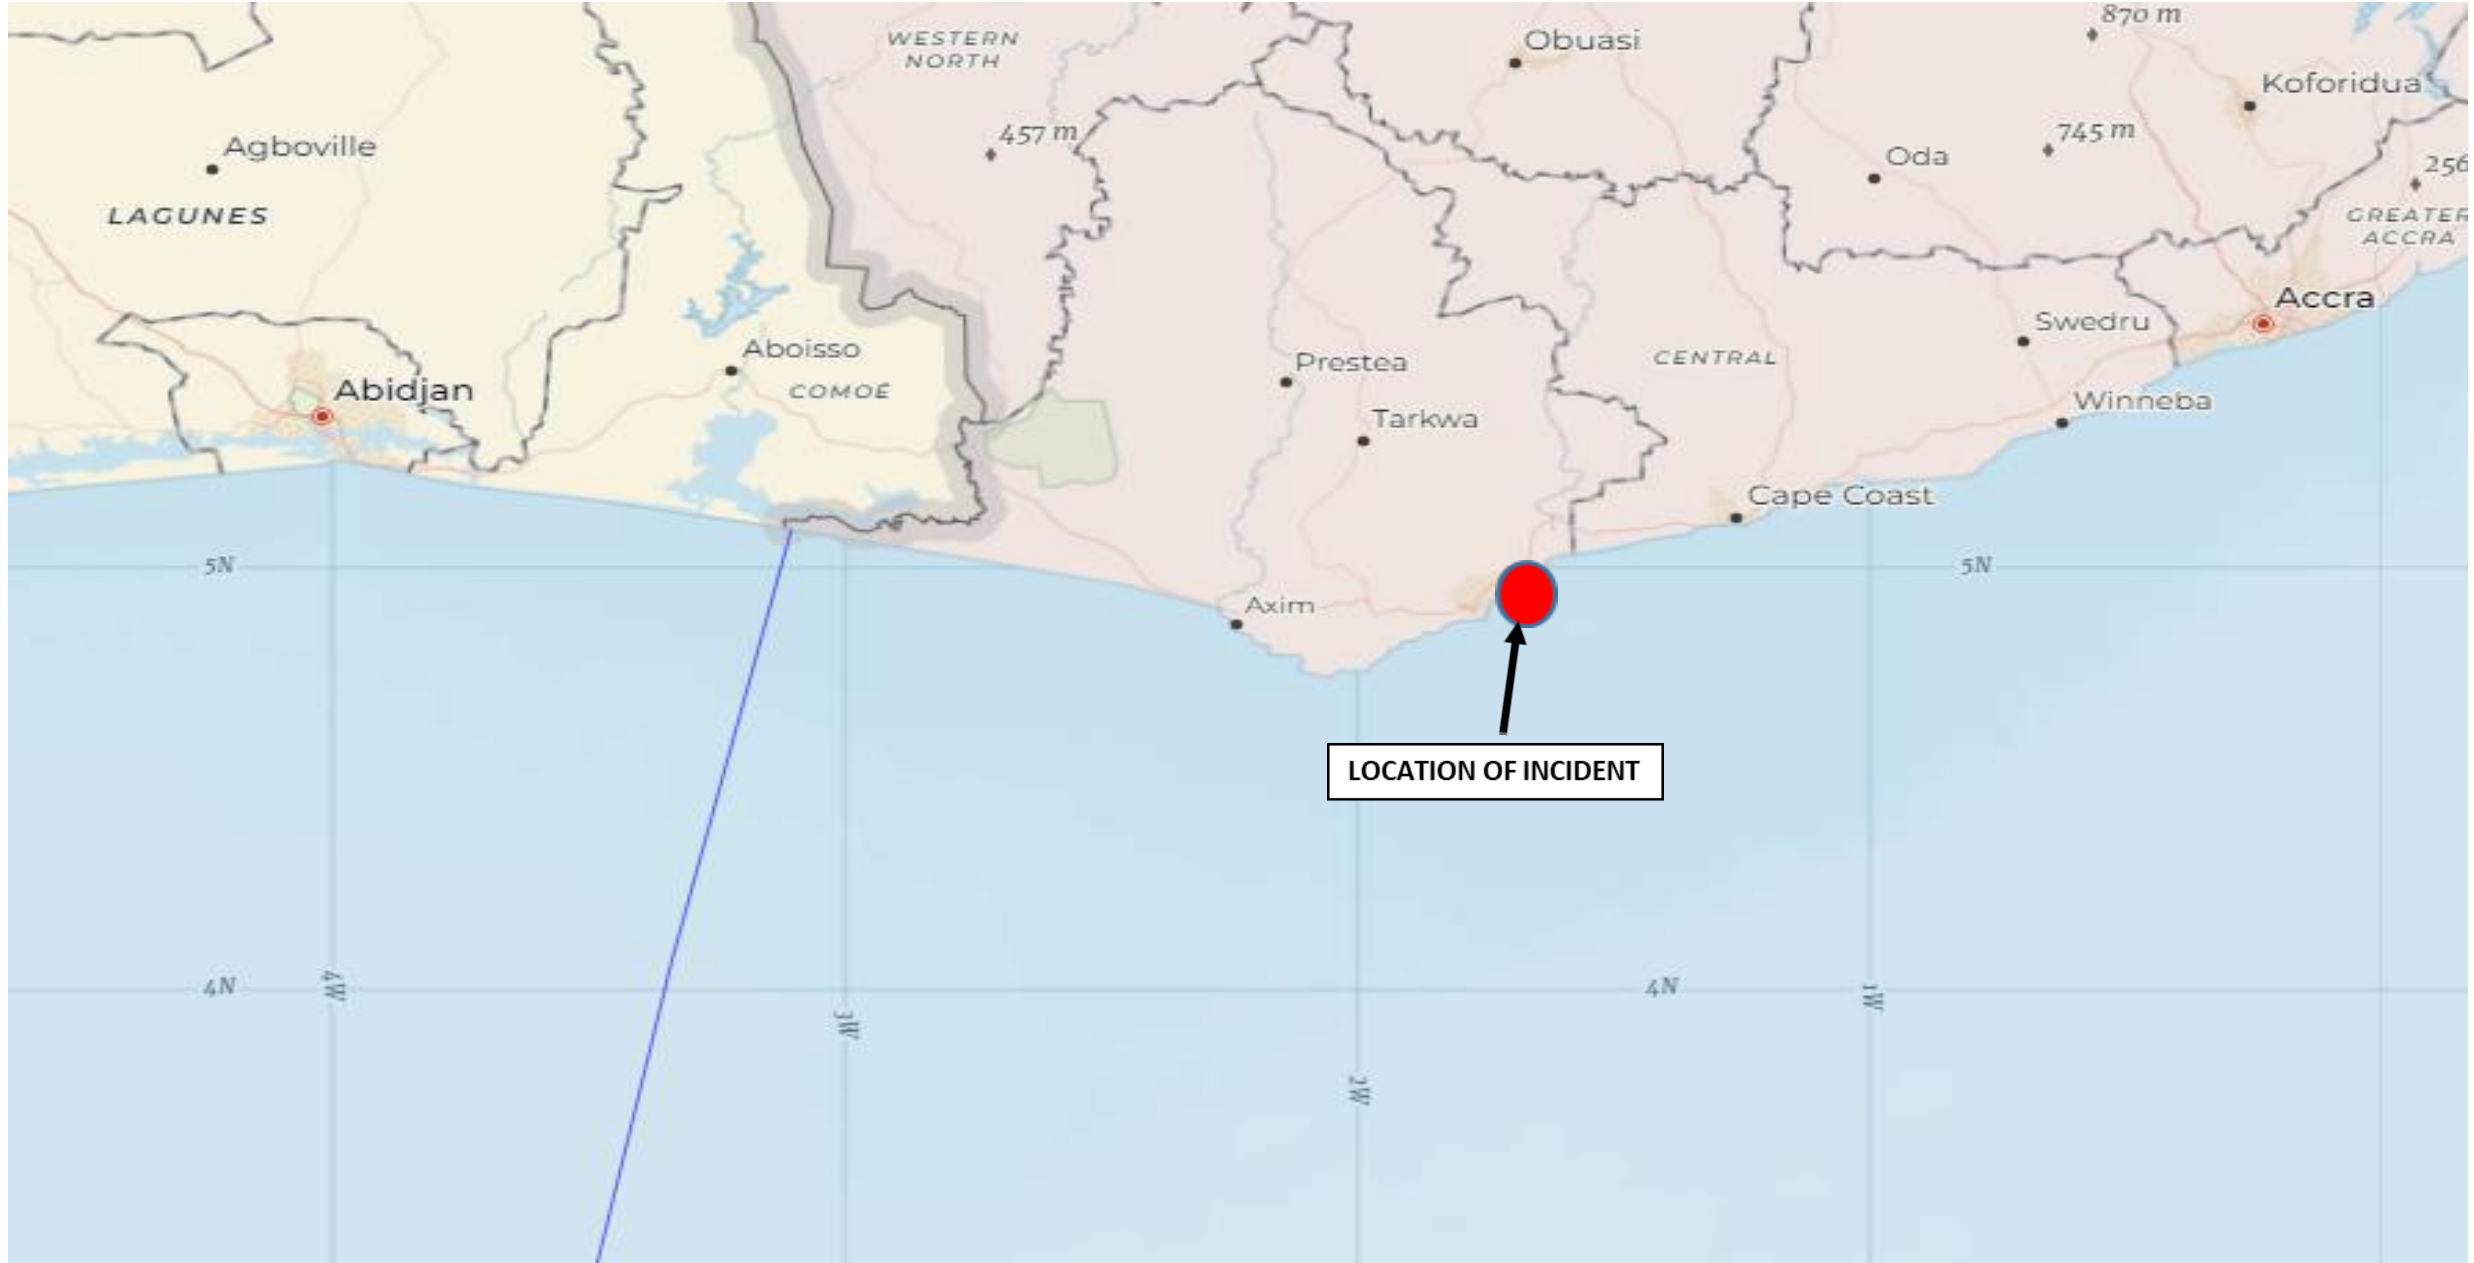 870 m
WESTERN
NORTH
Obuasi
Koforidua
457 m
745 m
Agboville
Oda
256
LAGUNES
GREATER
ACCRA
Accra
Swedru
Aboisso
CENTRAL
Prestea
Abidjan
COMOÉ
Winneba
Tarkwa
Cape Coast
5N
5N
Axim
LOCATION OF INCIDENT
4N
4W
4N
1W
3W
2W